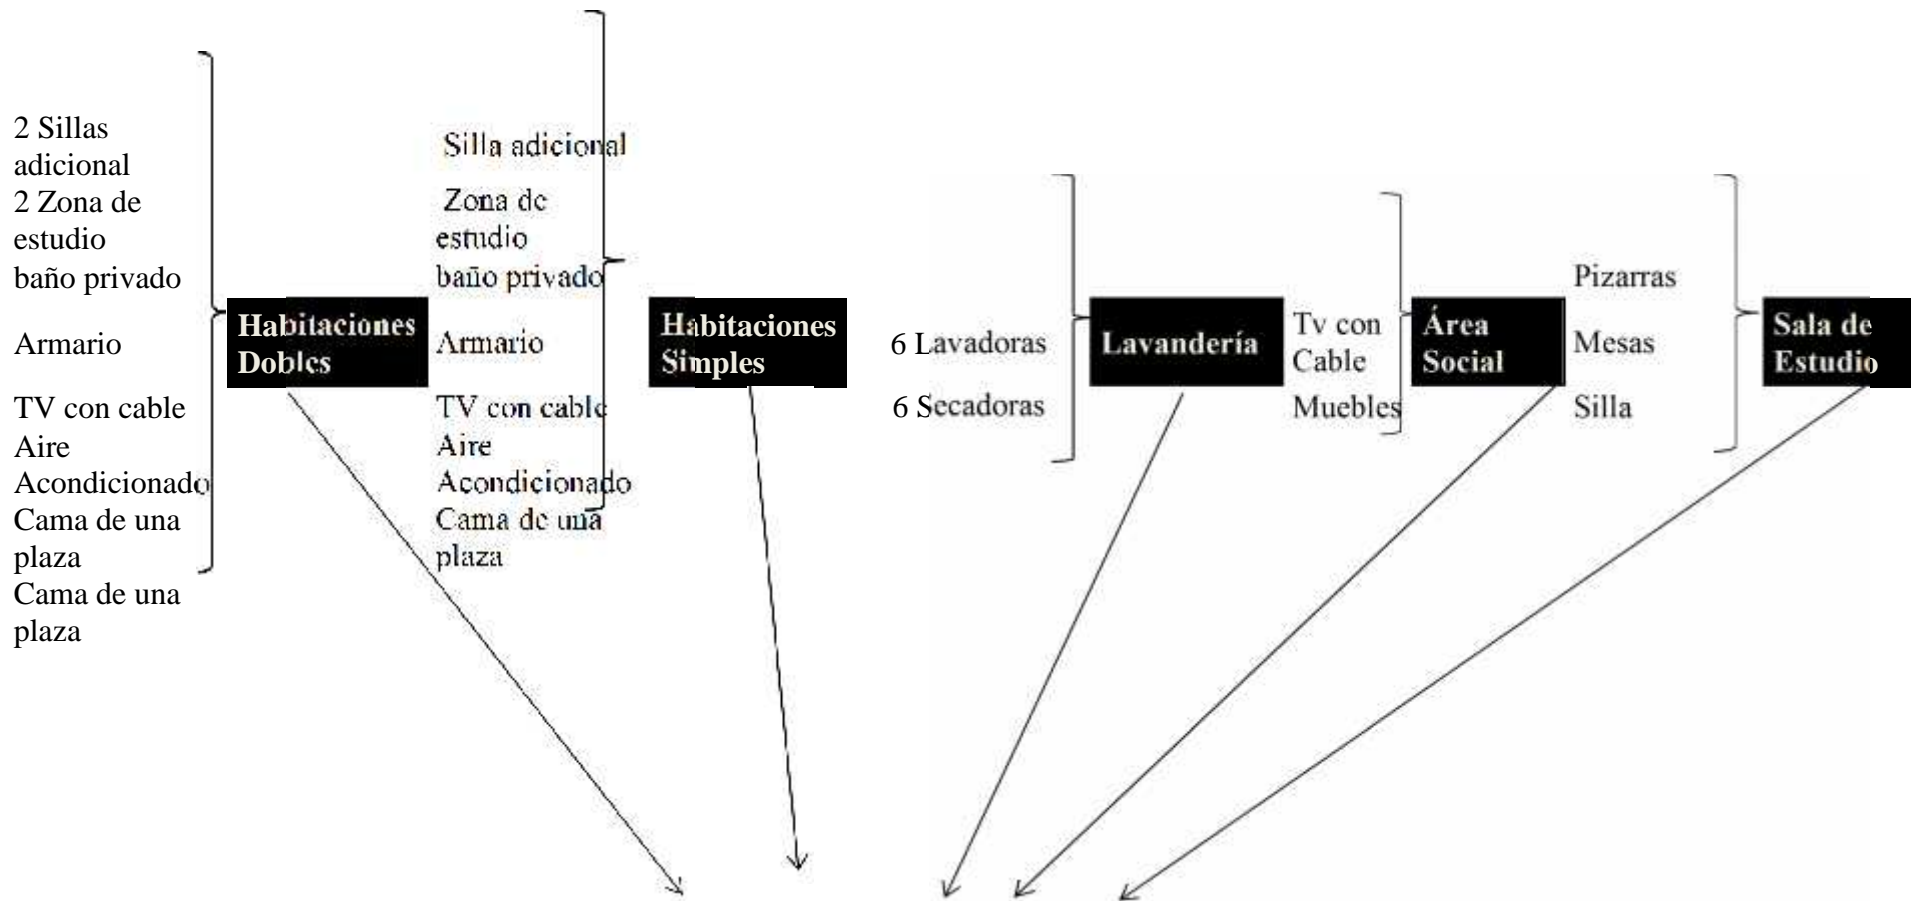 2 Sillas
adicional
2 Zona de
estudio
baño privado
Armario
TV con cable
Aire
Acondicionado
Cama de una
plaza
Cama de una
plaza
Habitaciones
Dobles
Silla adicional
Zona de
estudio
baño privado
Armario
TV con cable
Aire
Acondicionado
Cama de una
plaza
Habitaciones
Simples
6 Lavadoras
6 Secadoras
Lavandería
Tv con
Cable
Muebles
Área
Social
Pizarras
Mesas
Silla
Sala de
Estudio